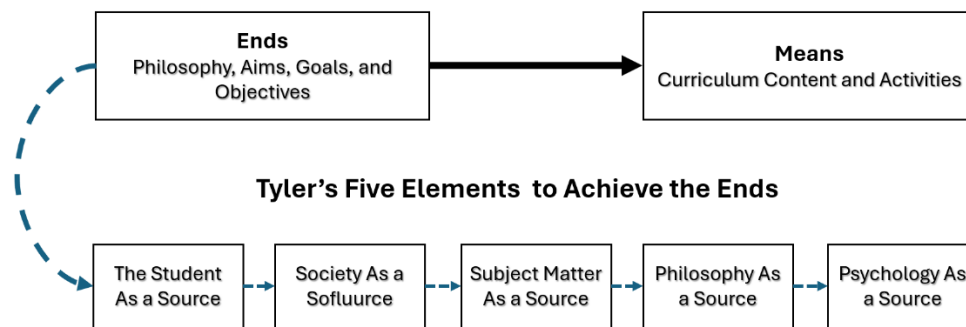 Ends
Philosophy, Aims, Goals, and
Objectives
Means
Curriculum Content and Activities
Tyler's Five Elements to Achieve the Ends
The Student
As a Source
Society As a
Sofluurce
Subject Matter
As a Source
Philosophy As
a Source
Psychology As
a Source